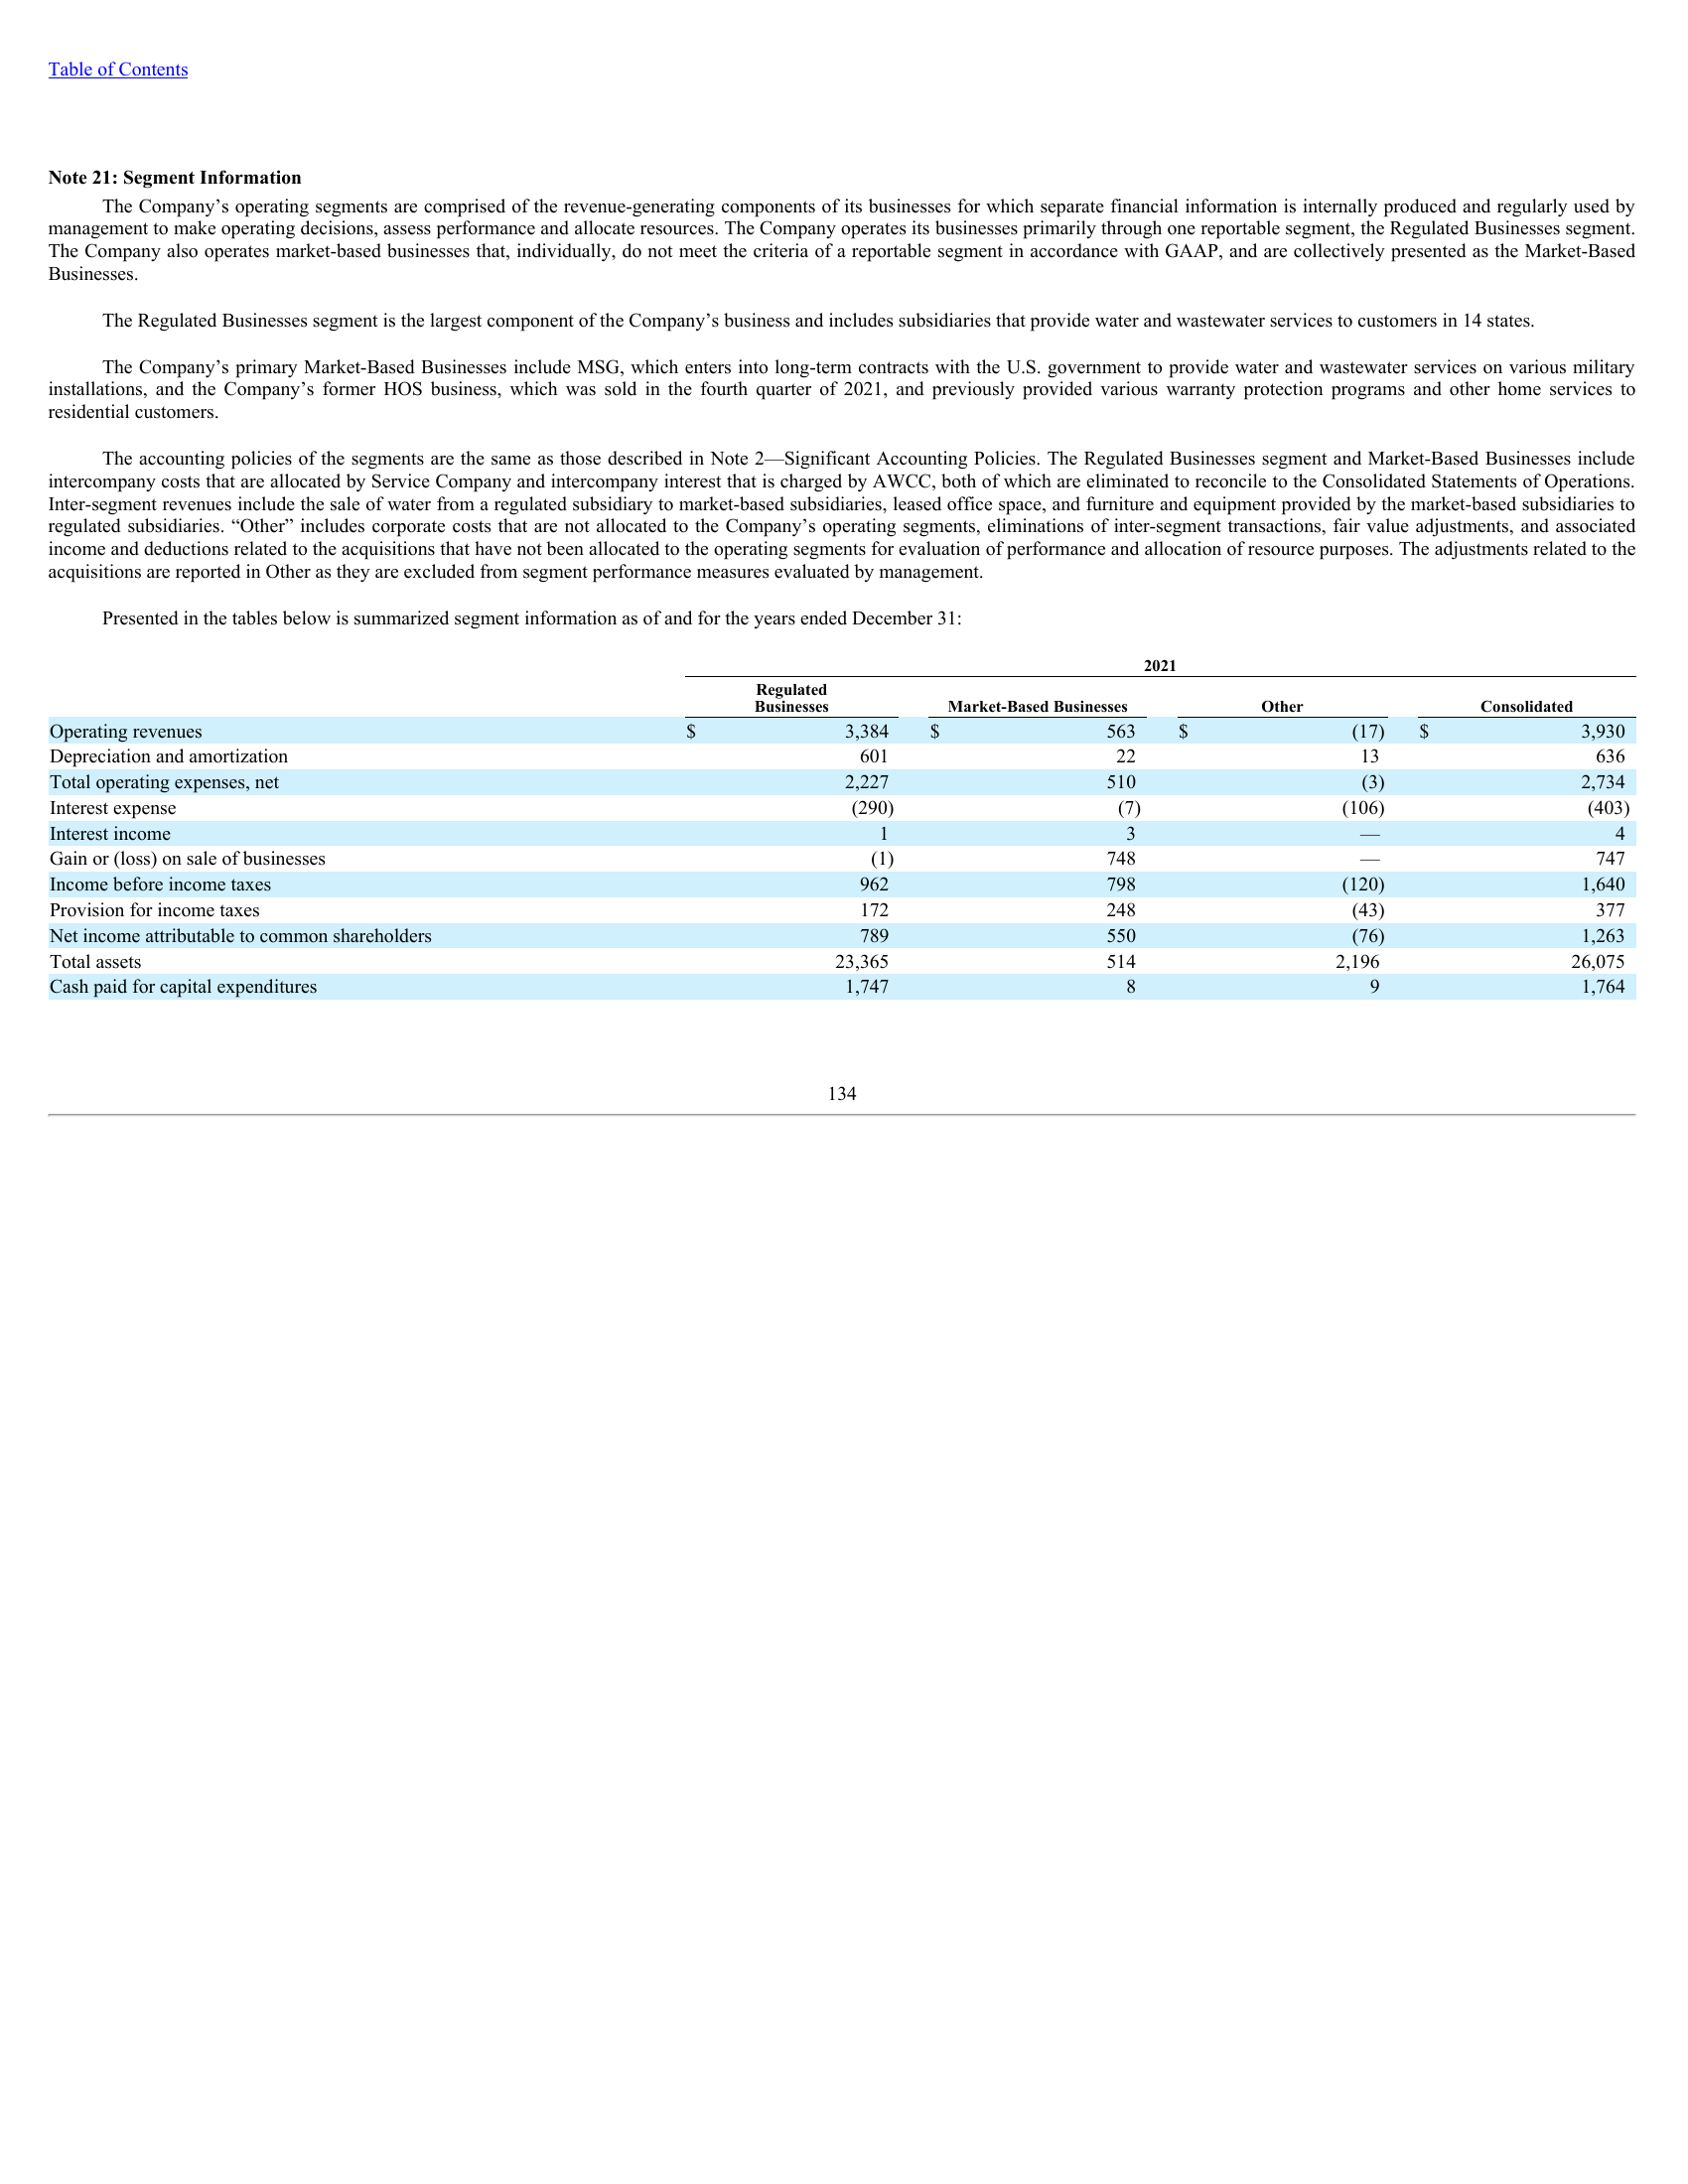 Table of Contents
Note 21: Segment Information
The Company’s operating segments are comprised of the revenue-generating components of its businesses for which separate financial information is internally produced and regularly used by
management to make operating decisions, assess performance and allocate resources. The Company operates its businesses primarily through one reportable segment, the Regulated Businesses segment.
The Company also operates market-based businesses that, individually, do not meet the criteria of a reportable segment in accordance with GAAP, and are collectively presented as the Market-Based
Businesses.
The Regulated Businesses segment is the largest component of the Company’s business and includes subsidiaries that provide water and wastewater services to customers in 14 states.
The Company’s primary Market-Based Businesses include MSG, which enters into long-term contracts with the U.S. government to provide water and wastewater services on various military
installations, and the Company’s former HOS business, which was sold in the fourth quarter of 2021, and previously provided various warranty protection programs and other home services to
residential customers.
The accounting policies of the segments are the same as those described in Note 2—Significant Accounting Policies. The Regulated Businesses segment and Market-Based Businesses include
intercompany costs that are allocated by Service Company and intercompany interest that is charged by AWCC, both of which are eliminated to reconcile to the Consolidated Statements of Operations.
Inter-segment revenues include the sale of water from a regulated subsidiary to market-based subsidiaries, leased office space, and furniture and equipment provided by the market-based subsidiaries to
regulated subsidiaries. “Other” includes corporate costs that are not allocated to the Company’s operating segments, eliminations of inter-segment transactions, fair value adjustments, and associated
income and deductions related to the acquisitions that have not been allocated to the operating segments for evaluation of performance and allocation of resource purposes. The adjustments related to the
acquisitions are reported in Other as they are excluded from segment performance measures evaluated by management.
Presented in the tables below is summarized segment information as of and for the years ended December 31:
2021
Regulated
Businesses Market-Based Businesses Other Consolidated
Operating revenues $ 3,384 $ 563 $ (17) $ 3,930
Depreciation and amortization 601 22 13 636
Total operating expenses, net 2,227 510 (3) 2,734
Interest expense (290) (7) (106) (403)
Interest income 1 3 — 4
Gain or (loss) on sale of businesses (1) 748 — 747
Income before income taxes 962 798 (120) 1,640
Provision for income taxes 172 248 (43) 377
Net income attributable to common shareholders 789 550 (76) 1,263
Total assets 23,365 514 2,196 26,075
Cash paid for capital expenditures 1,747 8 9 1,764
134